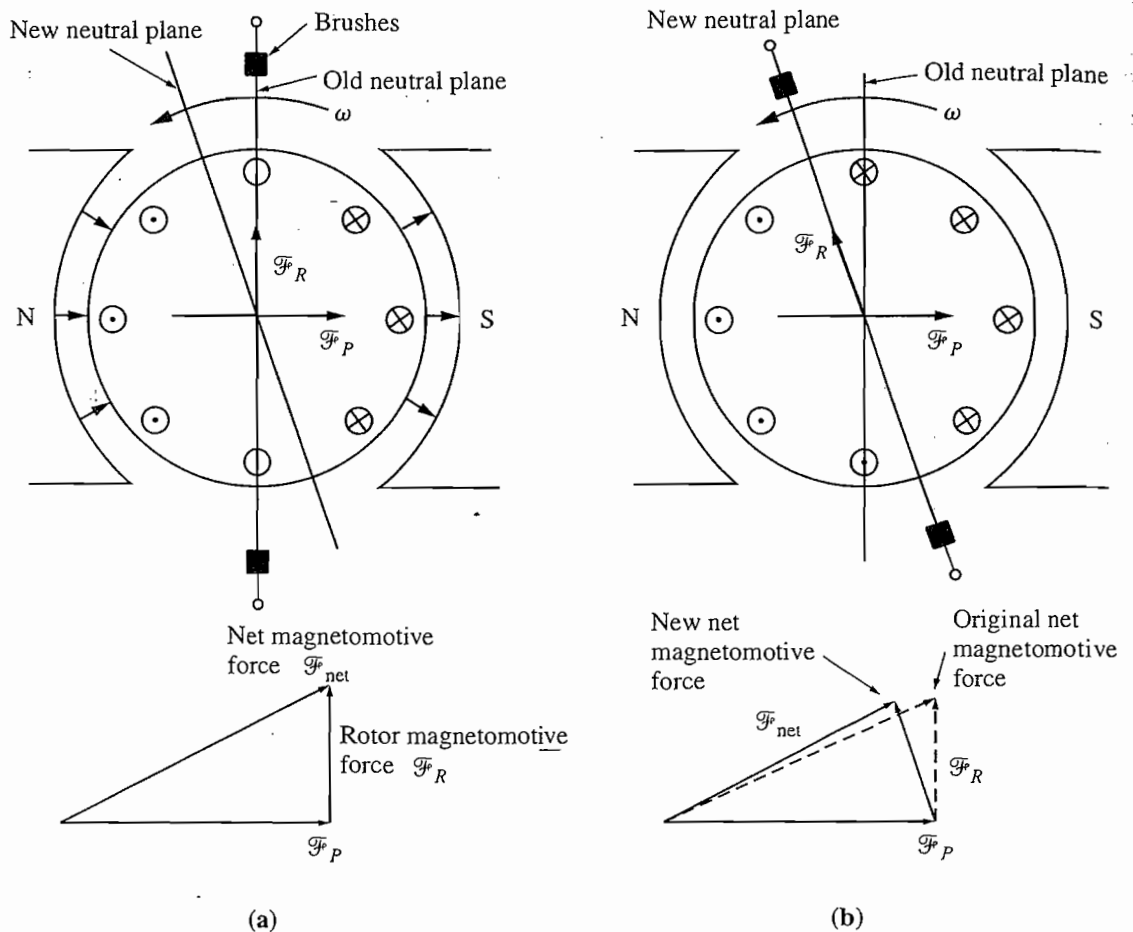 New neutral plane
Brushes
Old neutral plane
ω
N
S
ℱR
ℱP
Net magnetomotive
force ℱnet
Rotor magnetomotive
force ℱR
ℱP
(a)
New neutral plane
Old neutral plane
ω
N
S
ℱR
ℱP
New net
magnetomotive
force
Original net
magnetomotive
force
ℱnet
ℱR
ℱP
(b)